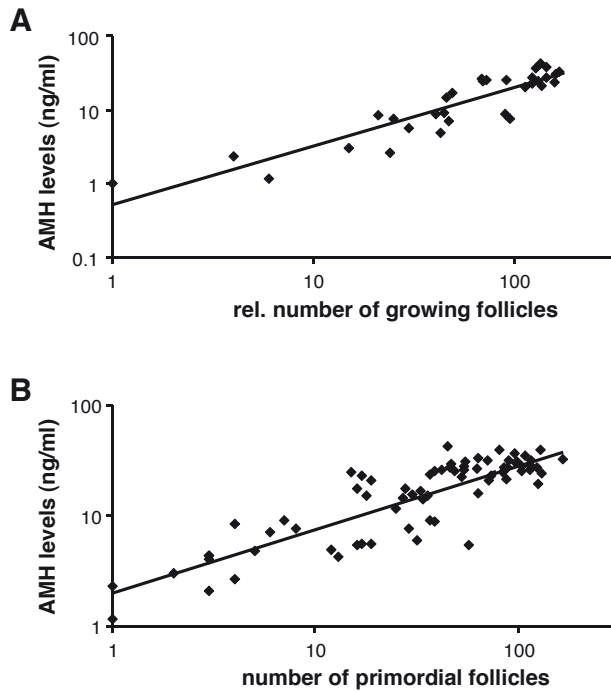 A
AMH levels (ng/ml)
100
10
1
0.1
1 10 100
rel. number of growing follicles
B
AMH levels (ng/ml)
100
10
1
1 10 100
number of primordial follicles